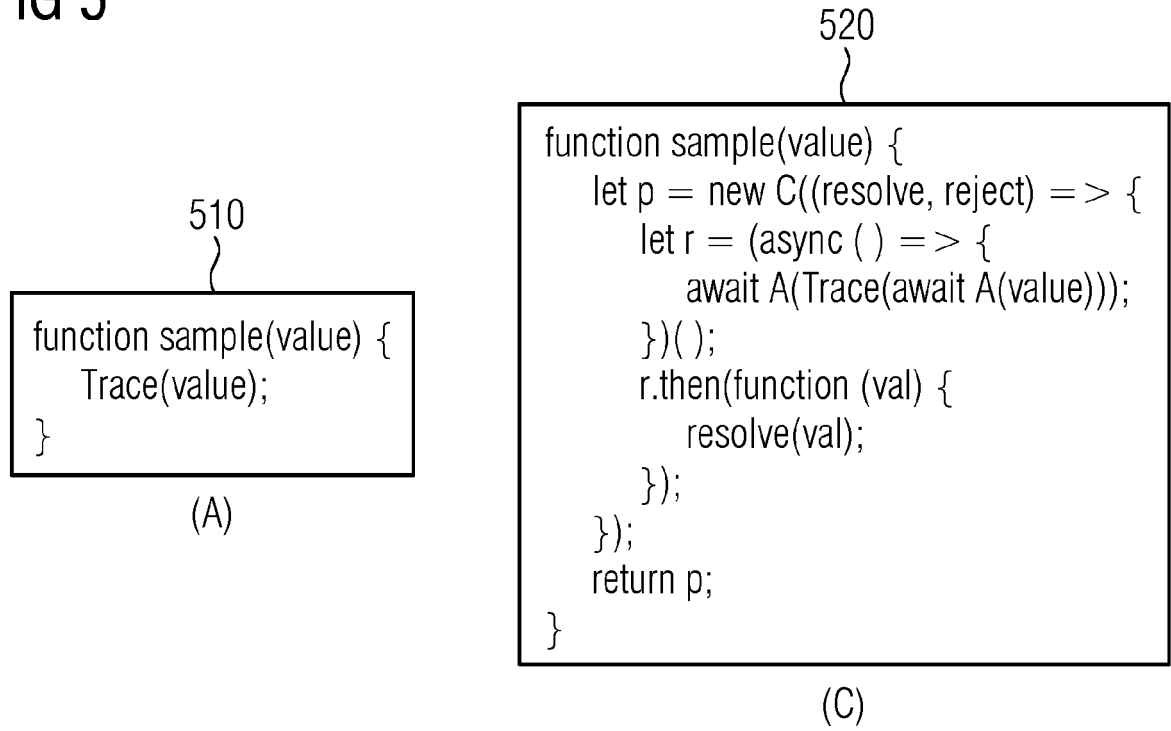 520
function sample(value) {
let p = new C((resolve, reject) => {
let r = (async ( ) => {
await A(Trace(await A(value)));
})( );
r.then(function (val) {
resolve(val);
});
});
return p;
}
(C)
510
function sample(value) {
Trace(value);
}
(A)